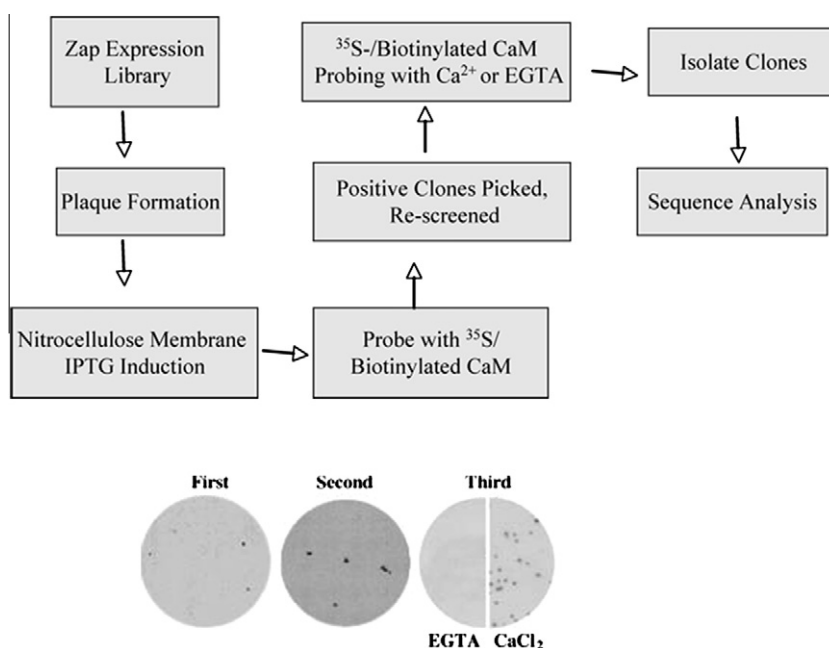 Zap Expression
Library
Plaque Formation
Nitrocellulose Membrane
IPTG Induction
Probe with ³⁵S/
Biotinylated CaM
Positive Clones Picked,
Re-screened
³⁵S-/Biotinylated CaM
Probing with Ca²⁺ or EGTA
Isolate Clones
Sequence Analysis
First
Second
Third
EGTA
CaCl₂